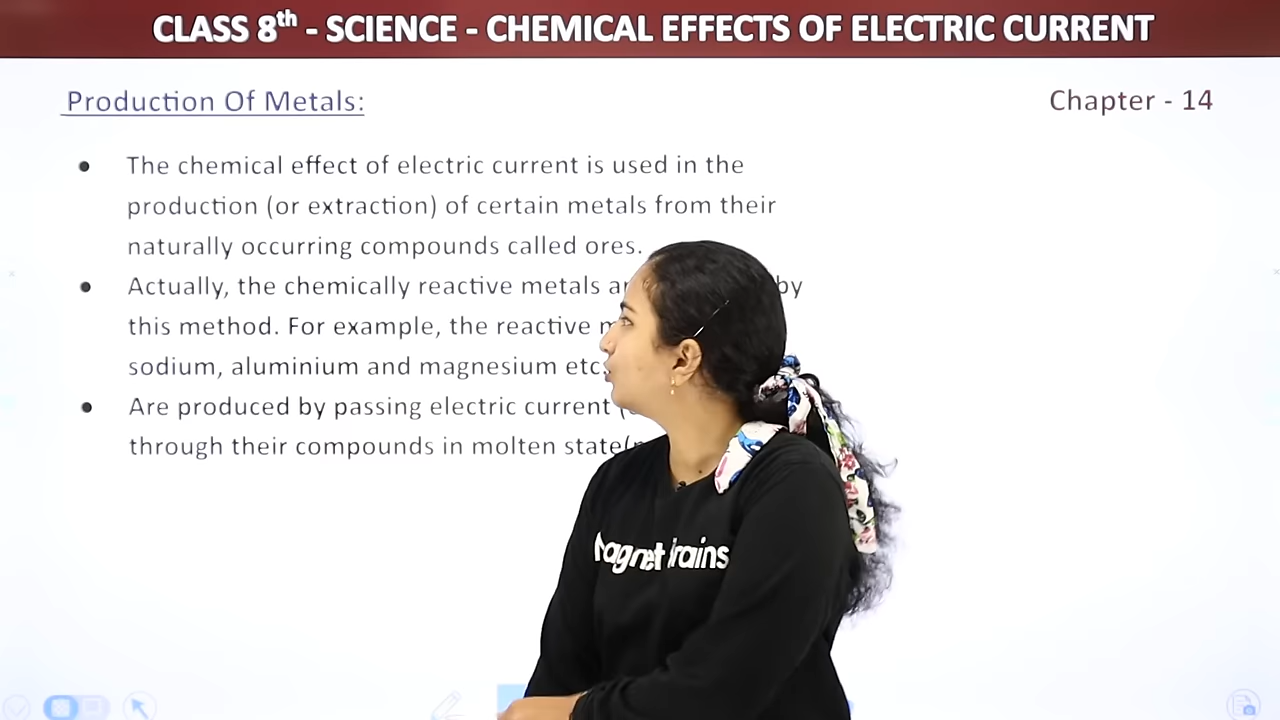 CLASS 8th - SCIENCE - CHEMICAL EFFECTS OF ELECTRIC CURRENT
Production Of Metals:
Chapter - 14
The chemical effect of electric current is used in the
production (or extraction) of certain metals from their
naturally occurring compounds called ores.
Actually, the chemically reactive metals by
this method. For example, the reactive
sodium, aluminium and magnesium etc
Are produced by passing electric current
through their compounds in molten state
magnet brains